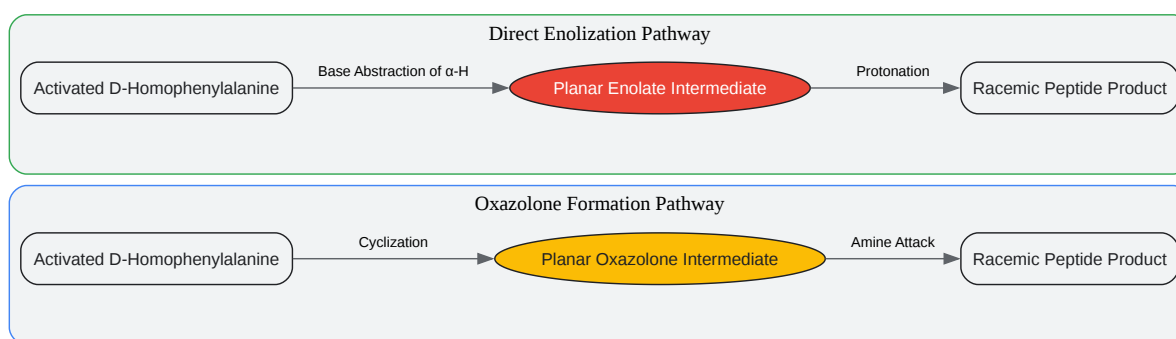 Direct Enolization Pathway
Activated D-Homophenylalanine
Base Abstraction of α-H
Planar Enolate Intermediate
Protonation
Racemic Peptide Product
Oxazolone Formation Pathway
Activated D-Homophenylalanine
Cyclization
Planar Oxazolone Intermediate
Amine Attack
Racemic Peptide Product